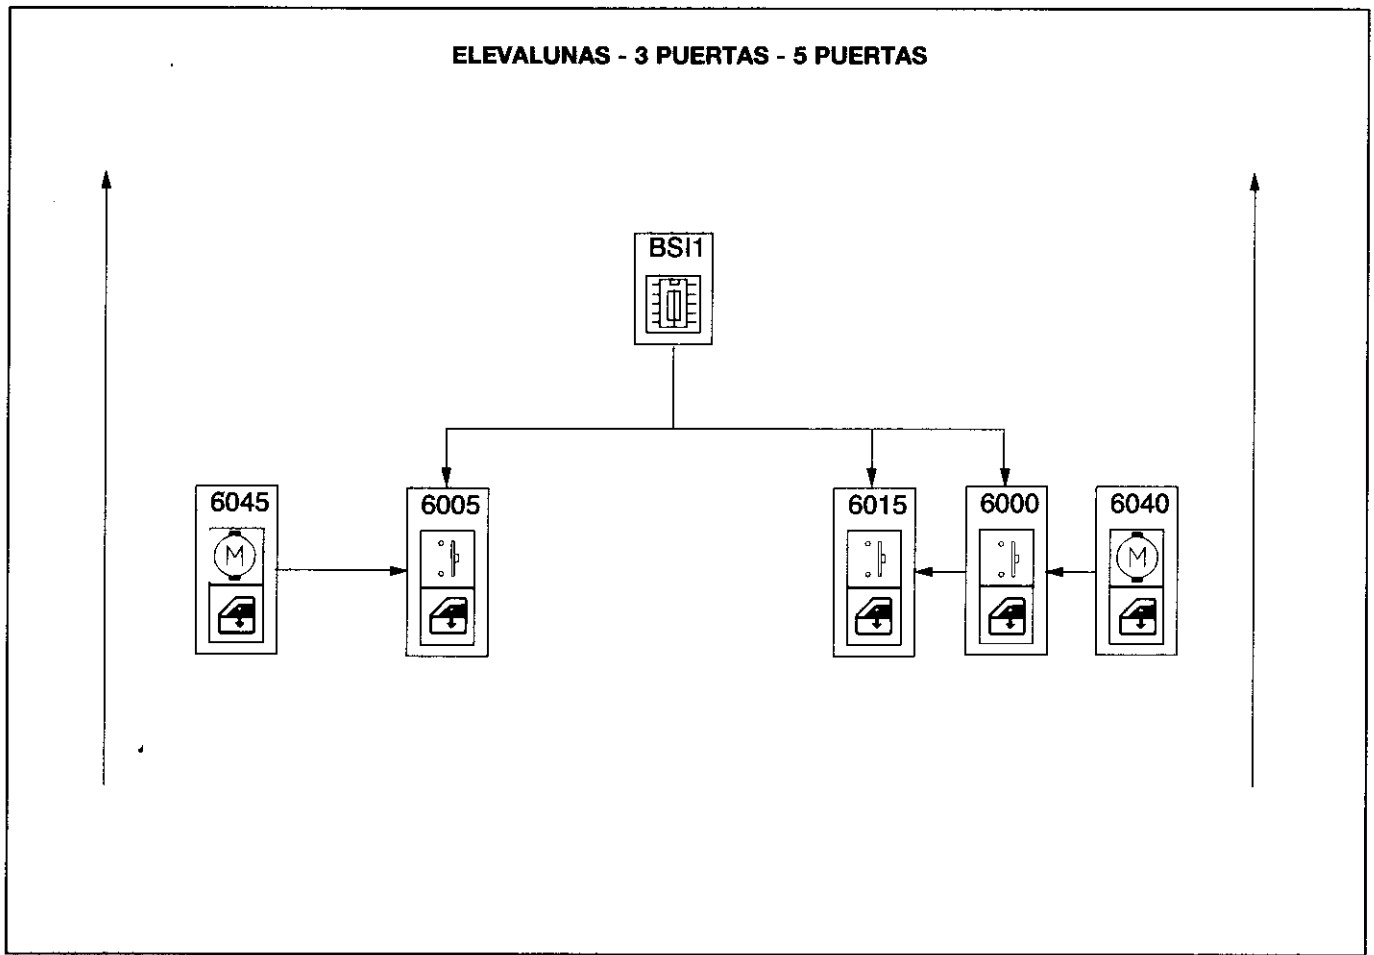 ELEVALUNAS - 3 PUERTAS - 5 PUERTAS
BSI1
6045
6005
6015
6000
6040
M
M